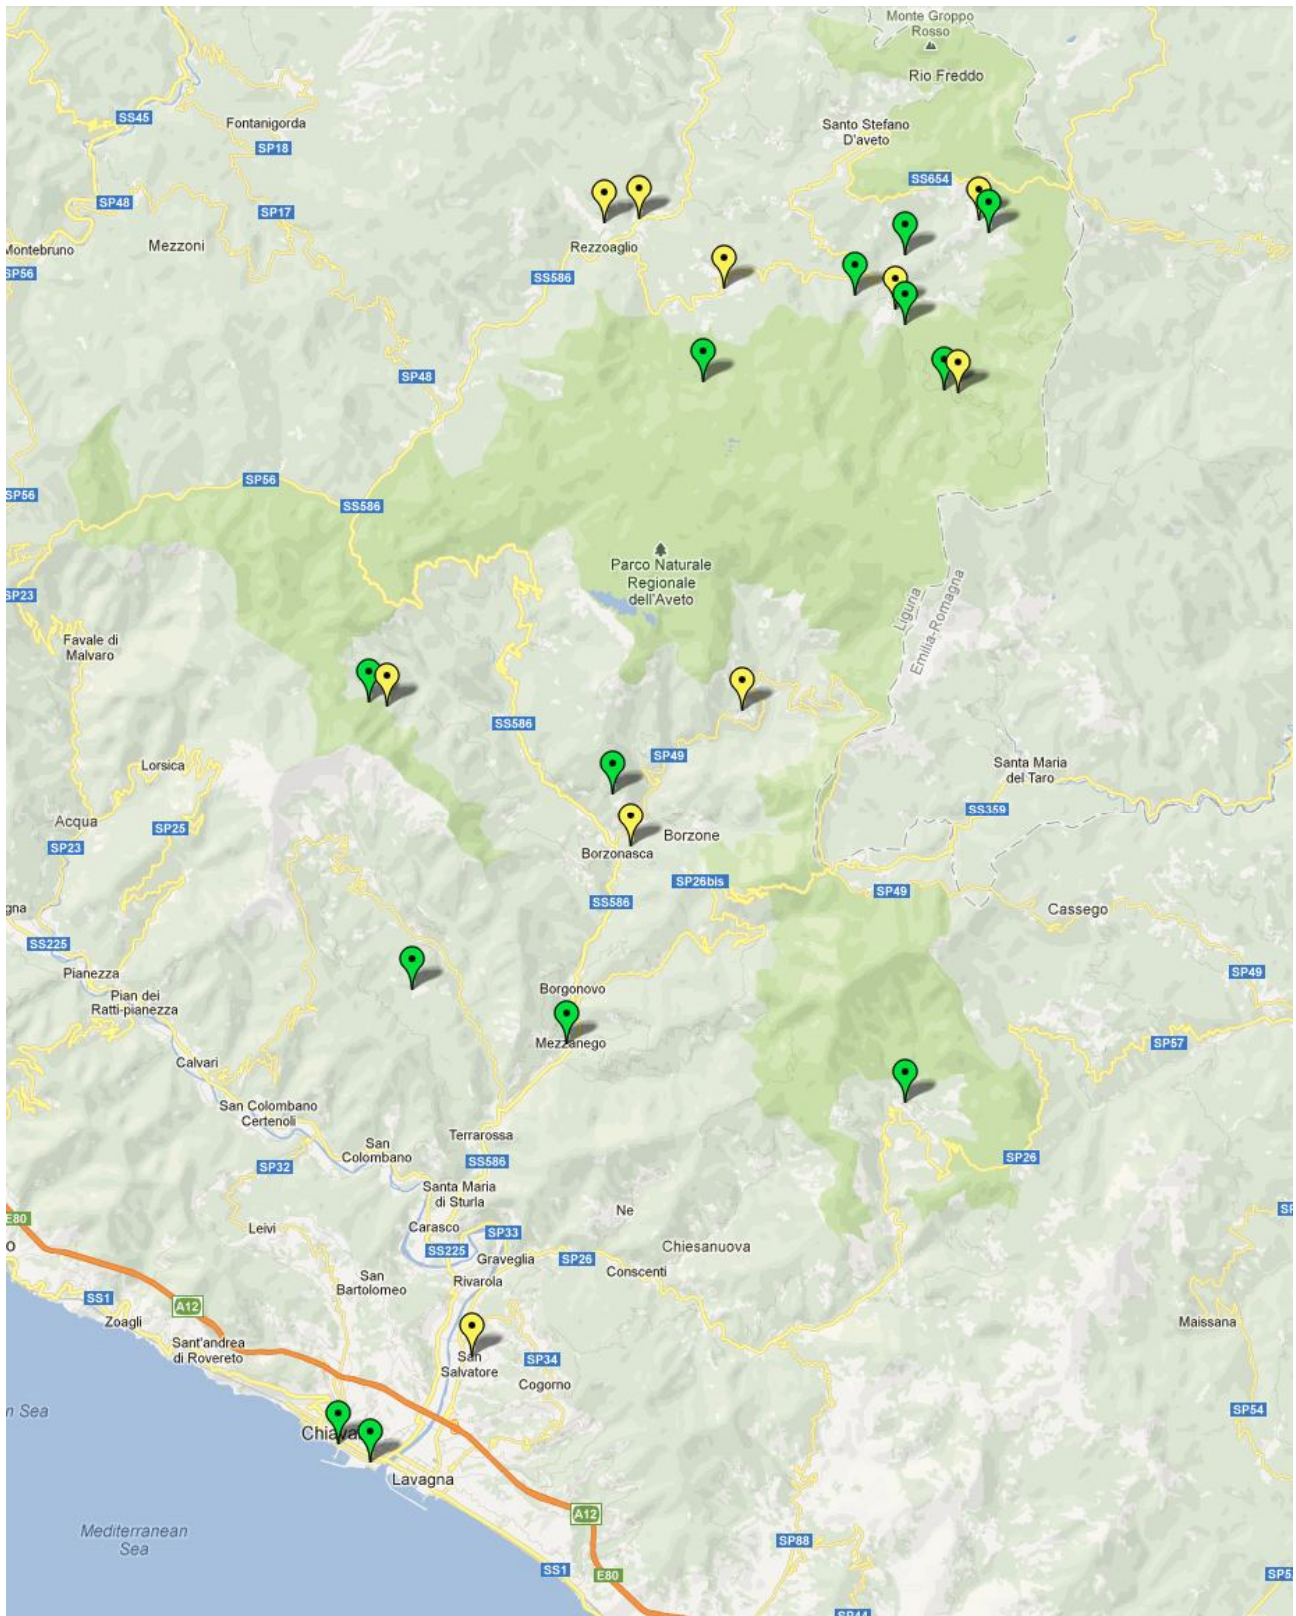 Monte Groppo
Rosso
Rio Freddo
SS45
Fontanigorda
Santo Stefano
D'aveto
SP18
SS654
SP48
SP17
Montebruno
Mezzoni
Rezzoaglio
SP56
SS586
SP48
SP56
SP56
SS586
Parco Naturale
Regionale
dell'Aveto
Liguria
Emilia-Romagna
SP23
Favale di
Malvaro
SS586
SP49
Lorsica
Santa Maria
del Taro
SS359
Acqua
SP25
Borzone
SP23
Borzonasca
SP26bis
SP49
SS586
gna
Cassego
SS225
Pianezza
SP49
Pian dei
Ratti-pianezza
Borgonovo
Mezzanego
SP57
Calvari
San Colombano
Certenoli
Terrarossa
San
Colombano
SP32
SS586
SP26
Santa Maria
di Sturla
Ne
E80
Leivi
Carasco
SP33
SS225
Chiesanuova
Graveglia
SP26
Conscenti
San
Bartolomeo
Rivarola
SS1
A12
Zoagli
Maissana
Sant'andrea
di Rovereto
San
Salvatore
SP34
Cogorno
n Sea
SP54
Lavagna
A12
Mediterranean
Sea
SP88
SS1
E80
SP44